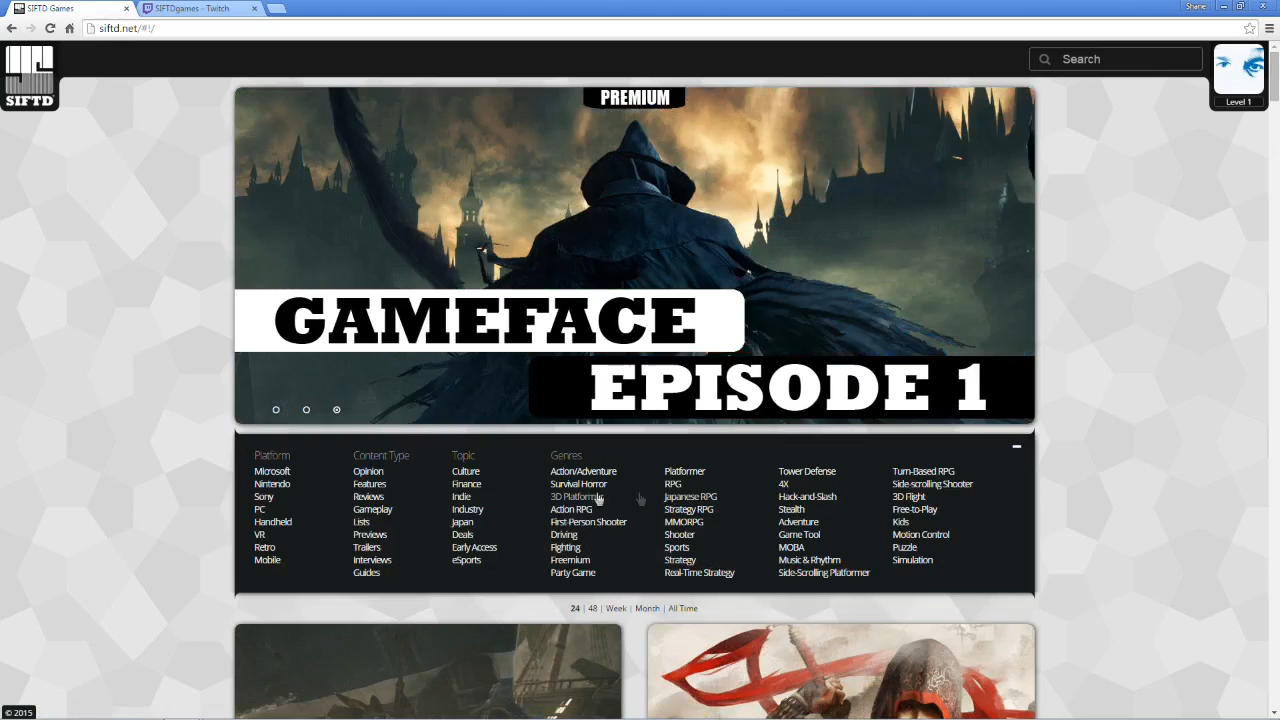 SIFTD Games
SIFTDgames - Twitch
Shane
siftd.net/#!/
SIFTD
Search
Level 1
PREMIUM
GAMEFACE
EPISODE 1
Platform
Microsoft
Nintendo
Sony
PC
Handheld
VR
Retro
Mobile
Content Type
Opinion
Features
Reviews
Gameplay
Lists
Previews
Trailers
Interviews
Guides
Topic
Culture
Finance
Indie
Industry
Japan
Deals
Early Access
eSports
Genres
Action/Adventure
Survival Horror
3D Platformer
Action RPG
First-Person Shooter
Driving
Fighting
Freemium
Party Game
Platformer
RPG
Japanese RPG
Strategy RPG
MMORPG
Shooter
Sports
Strategy
Real-Time Strategy
Tower Defense
4X
Hack-and-Slash
Stealth
Adventure
Game Tool
MOBA
Music & Rhythm
Side-Scrolling Platformer
Turn-Based RPG
Side-scrolling Shooter
3D Flight
Free-to-Play
Kids
Motion Control
Puzzle
Simulation
24 | 48 | Week | Month | All Time
© 2015